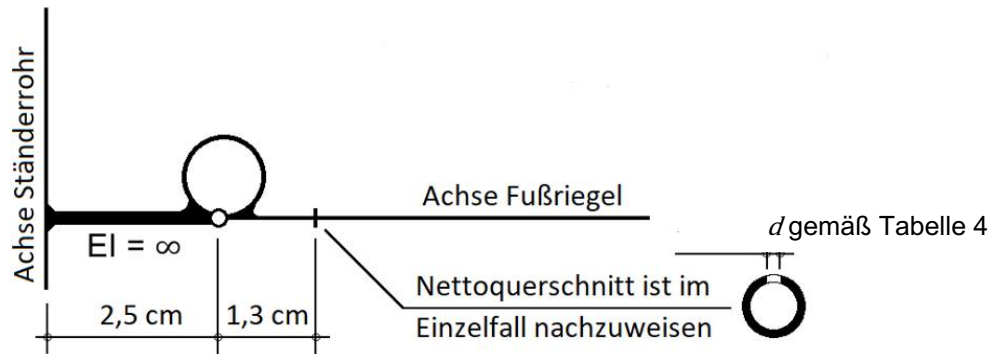 Achse Ständerrohr
Achse Fußriegel
d gemäß Tabelle 4
EI = ∞
Nettoquerschnitt ist im
Einzelfall nachzuweisen
2,5 cm
1,3 cm